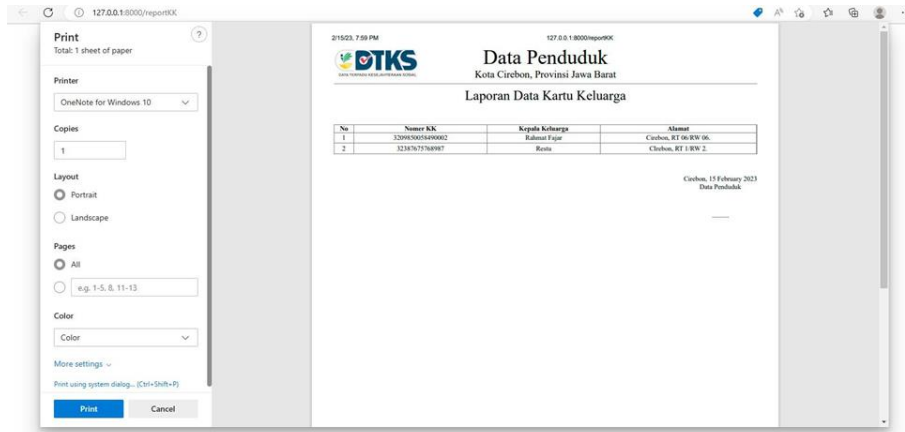 127.0.0.1:8000/reportKK
Print
?
Total: 1 sheet of paper
Printer
OneNote for Windows 10
Copies
1
Layout
Portrait
Landscape
Pages
All
e.g. 1-5, 8, 11-13
Color
Color
More settings
Print using system dialog... (Ctrl+Shift+P)
Print Cancel
2/15/23, 7:59 PM 127.0.0.1:8000/reportKK
DTKS
Data Penduduk
Kota Cirebon, Provinsi Jawa Barat
Laporan Data Kartu Keluarga
No Nomer KK Kepala Keluarga Alamat
1 3209850058490002 Rahmat Fajar Cirebon, RT 06/RW 06.
2 32387675768987 Resta CIrebon, RT 1/RW 2.
Cirebon, 15 February 2023
Data Penduduk